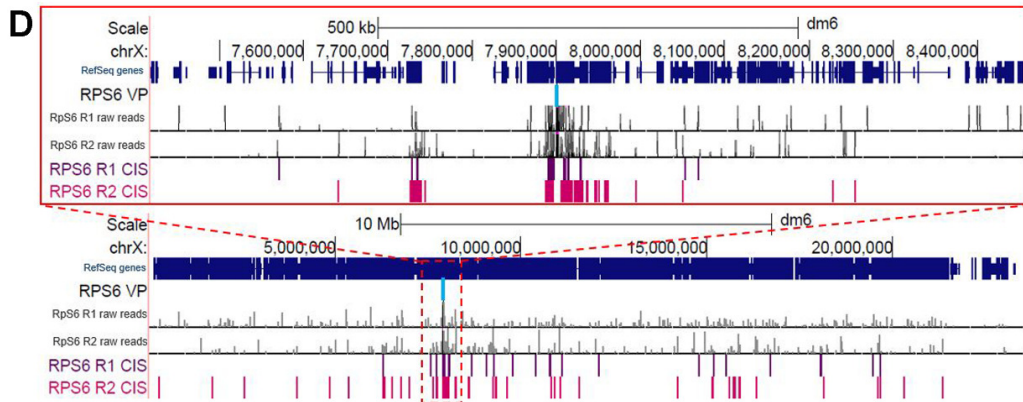 D
Scale 500 kb dm6
chrX: 7,600,000 7,700,000 7,800,000 7,900,000 8,000,000 8,100,000 8,200,000 8,300,000 8,400,000
RefSeq genes
RPS6 VP
RpS6 R1 raw reads
RpS6 R2 raw reads
RPS6 R1 CIS
RPS6 R2 CIS
Scale 10 Mb dm6
chrX: 5,000,000 10,000,000 15,000,000 20,000,000
RefSeq genes
RPS6 VP
RpS6 R1 raw reads
RpS6 R2 raw reads
RPS6 R1 CIS
RPS6 R2 CIS